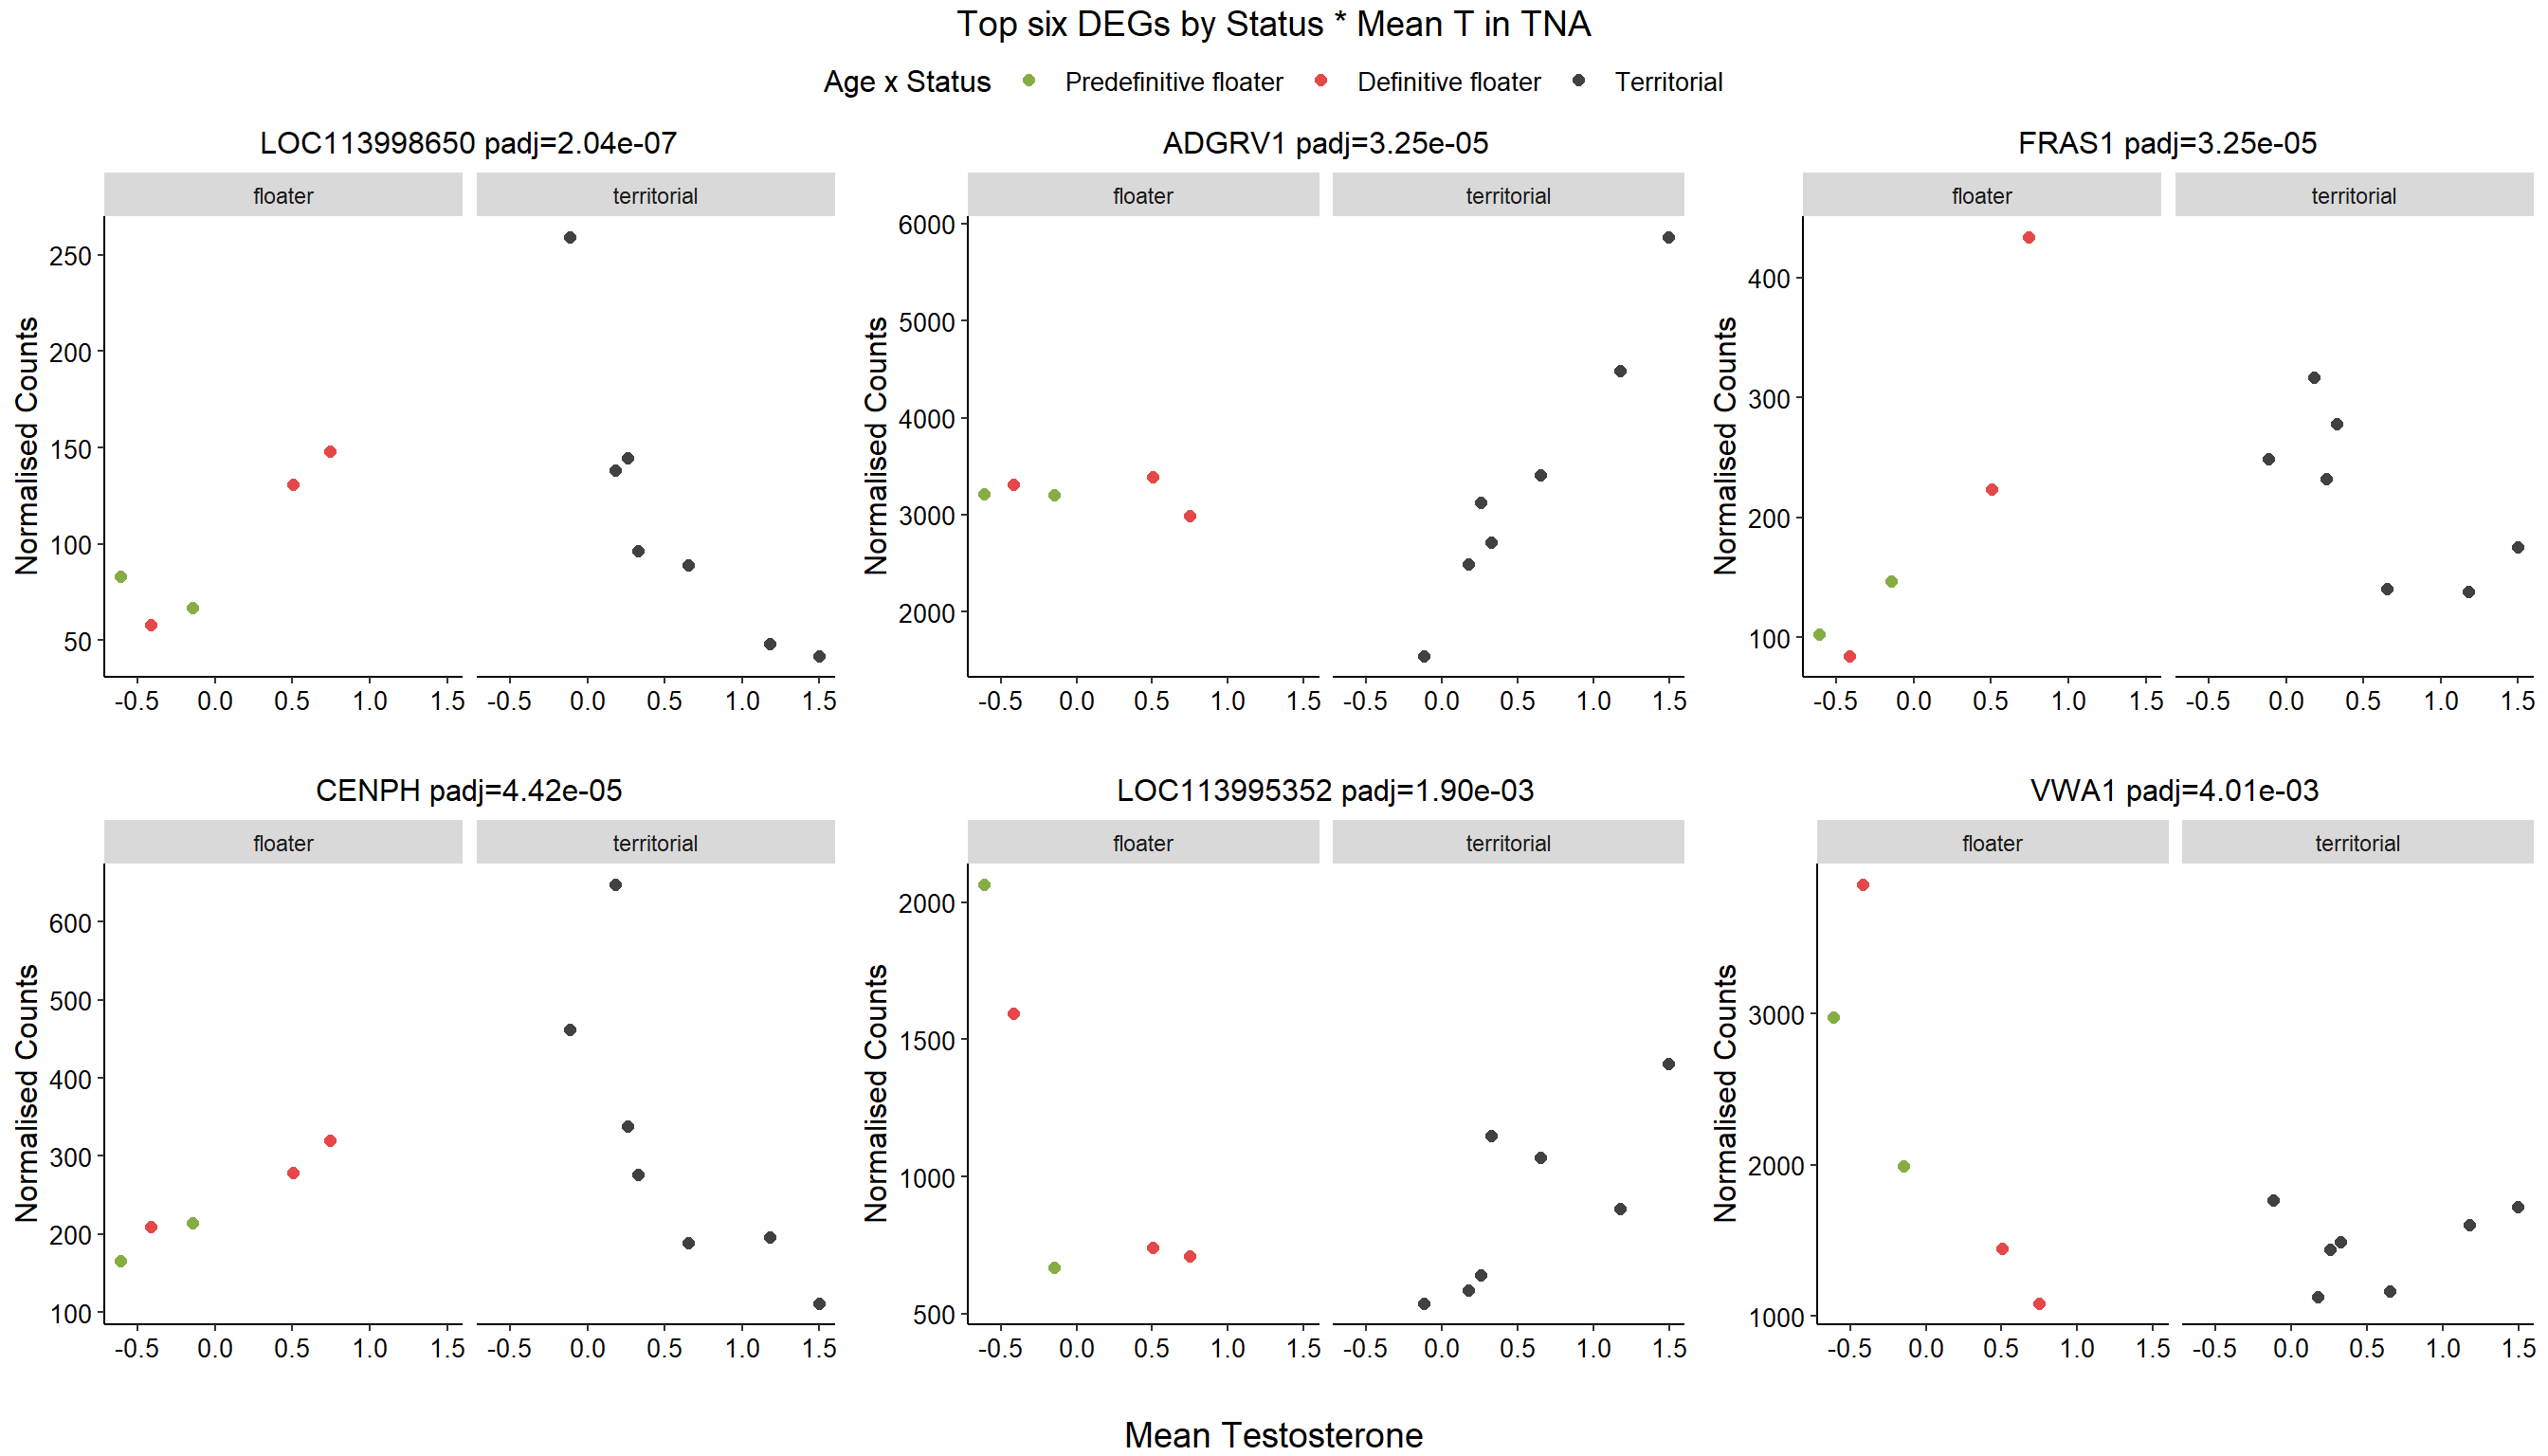 Top six DEGs by Status * Mean T in TNA
Age x Status Predefinitive floater Definitive floater Territorial
LOC113998650 padj=2.04e-07
floater territorial
Normalised Counts
250
200
150
100
50
-0.5 0.0 0.5 1.0 1.5 -0.5 0.0 0.5 1.0 1.5
ADGRV1 padj=3.25e-05
floater territorial
Normalised Counts
6000
5000
4000
3000
2000
-0.5 0.0 0.5 1.0 1.5 -0.5 0.0 0.5 1.0 1.5
FRAS1 padj=3.25e-05
floater territorial
Normalised Counts
400
300
200
100
-0.5 0.0 0.5 1.0 1.5 -0.5 0.0 0.5 1.0 1.5
CENPH padj=4.42e-05
floater territorial
Normalised Counts
600
500
400
300
200
100
-0.5 0.0 0.5 1.0 1.5 -0.5 0.0 0.5 1.0 1.5
LOC113995352 padj=1.90e-03
floater territorial
Normalised Counts
2000
1500
1000
500
-0.5 0.0 0.5 1.0 1.5 -0.5 0.0 0.5 1.0 1.5
VWA1 padj=4.01e-03
floater territorial
Normalised Counts
3000
2000
1000
-0.5 0.0 0.5 1.0 1.5 -0.5 0.0 0.5 1.0 1.5
Mean Testosterone